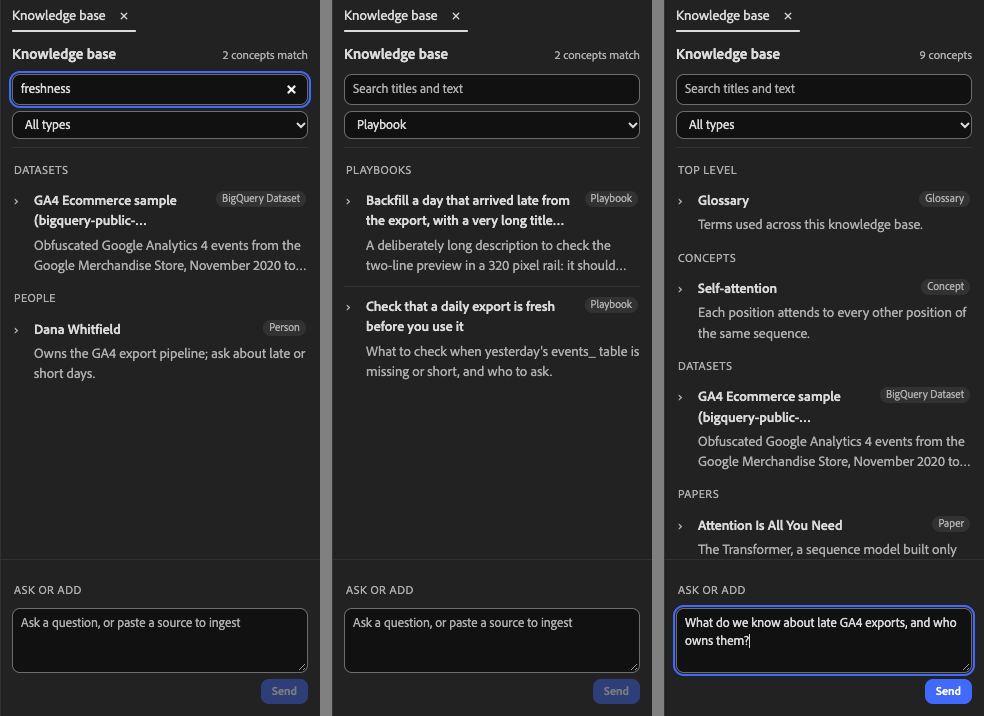 Knowledge base ×
Knowledge base 2 concepts match
freshness ×
All types
DATASETS
› GA4 Ecommerce sample BigQuery Dataset
(bigquery-public-...
Obfuscated Google Analytics 4 events from the
Google Merchandise Store, November 2020 to...
PEOPLE
› Dana Whitfield Person
Owns the GA4 export pipeline; ask about late or
short days.
ASK OR ADD
Ask a question, or paste a source to ingest
Send
Knowledge base ×
Knowledge base 2 concepts match
Search titles and text
Playbook
PLAYBOOKS
› Backfill a day that arrived late from Playbook
the export, with a very long title...
A deliberately long description to check the
two-line preview in a 320 pixel rail: it should...
› Check that a daily export is fresh Playbook
before you use it
What to check when yesterday's events_ table is
missing or short, and who to ask.
ASK OR ADD
Ask a question, or paste a source to ingest
Send
Knowledge base ×
Knowledge base 9 concepts
Search titles and text
All types
TOP LEVEL
› Glossary Glossary
Terms used across this knowledge base.
CONCEPTS
› Self-attention Concept
Each position attends to every other position of
the same sequence.
DATASETS
› GA4 Ecommerce sample BigQuery Dataset
(bigquery-public-...
Obfuscated Google Analytics 4 events from the
Google Merchandise Store, November 2020 to...
PAPERS
› Attention Is All You Need Paper
The Transformer, a sequence model built only
ASK OR ADD
What do we know about late GA4 exports, and who
owns them?
Send